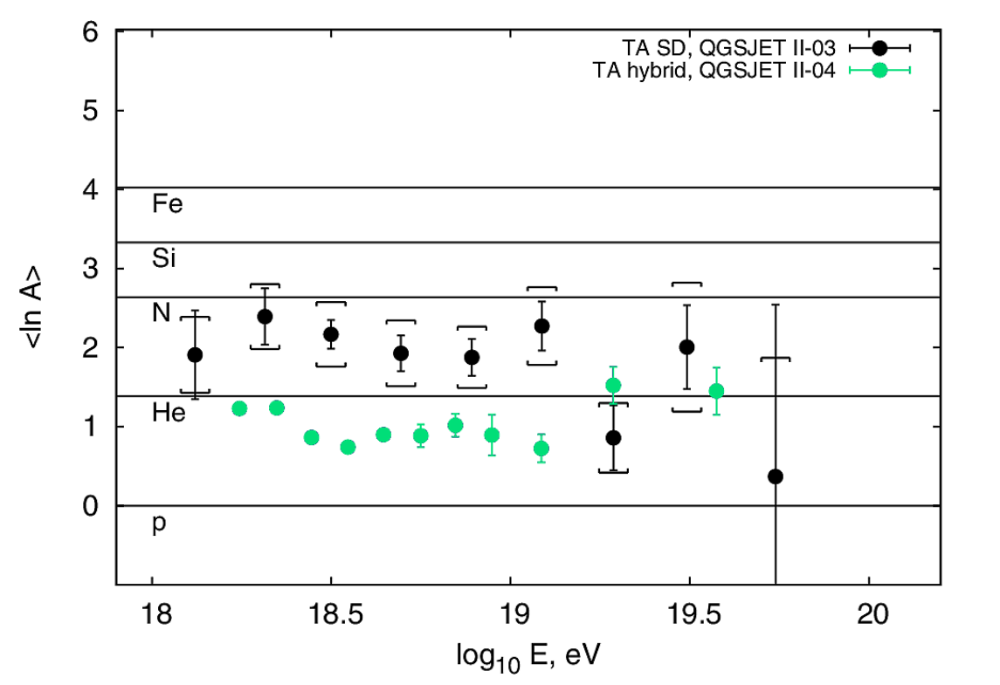 TA SD, QGSJET II-03
TA hybrid, QGSJET II-04
6
5
4
3
2
1
0
Fe
Si
N
He
p
<ln A>
18
18.5
19
19.5
20
log10 E, eV